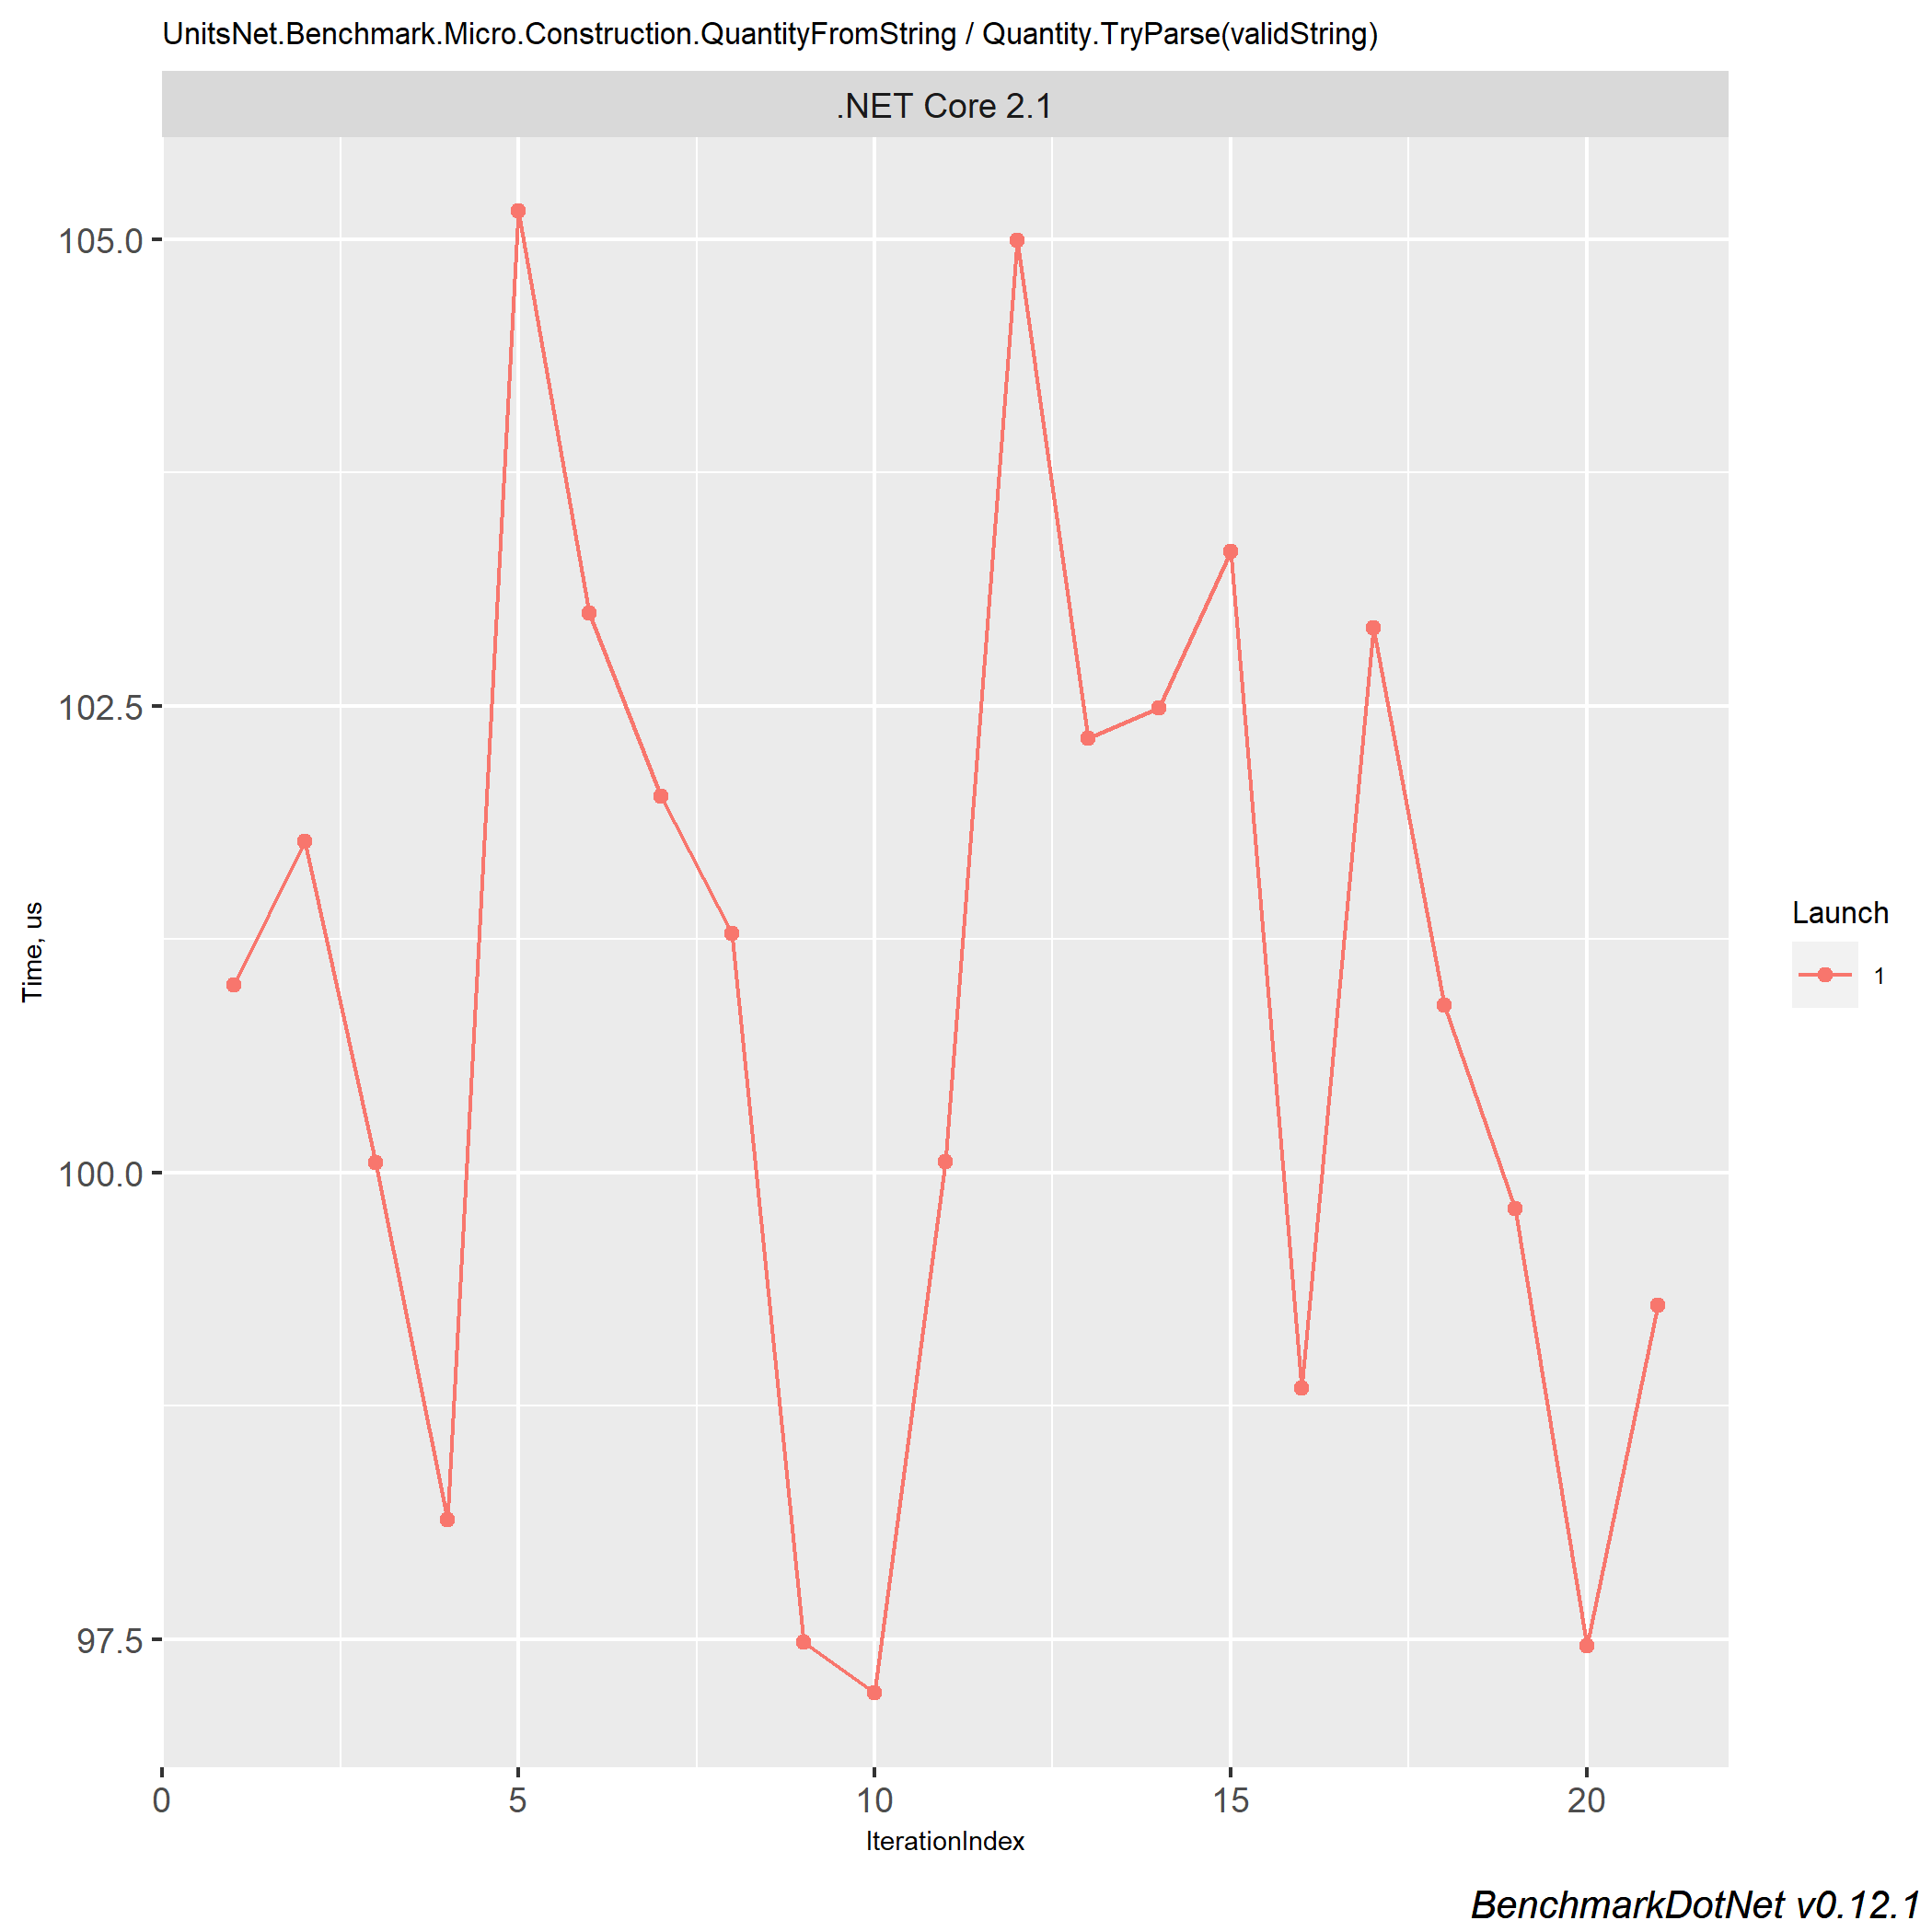 UnitsNet.Benchmark.Micro.Construction.QuantityFromString / Quantity.TryParse(validString)
.NET Core 2.1
105.0
102.5
100.0
97.5
Time, us
0 5 10 15 20
IterationIndex
Launch
1
BenchmarkDotNet v0.12.1